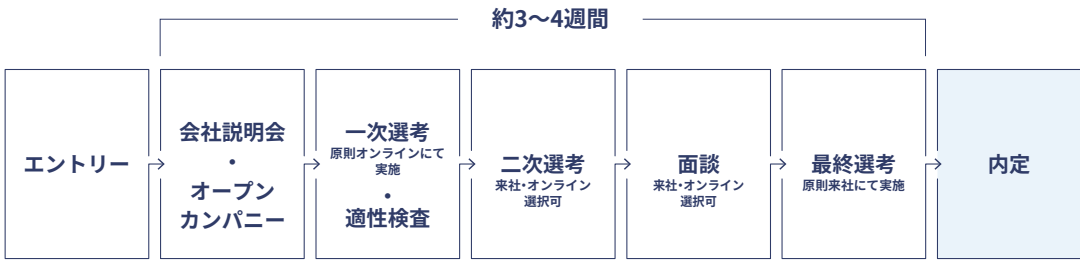 約3〜4週間
エントリー
会社説明会
・
オープン
カンパニー
一次選考
原則オンラインにて
実施
・
適性検査
二次選考
来社・オンライン
選択可
面談
来社・オンライン
選択可
最終選考
原則来社にて実施
内定